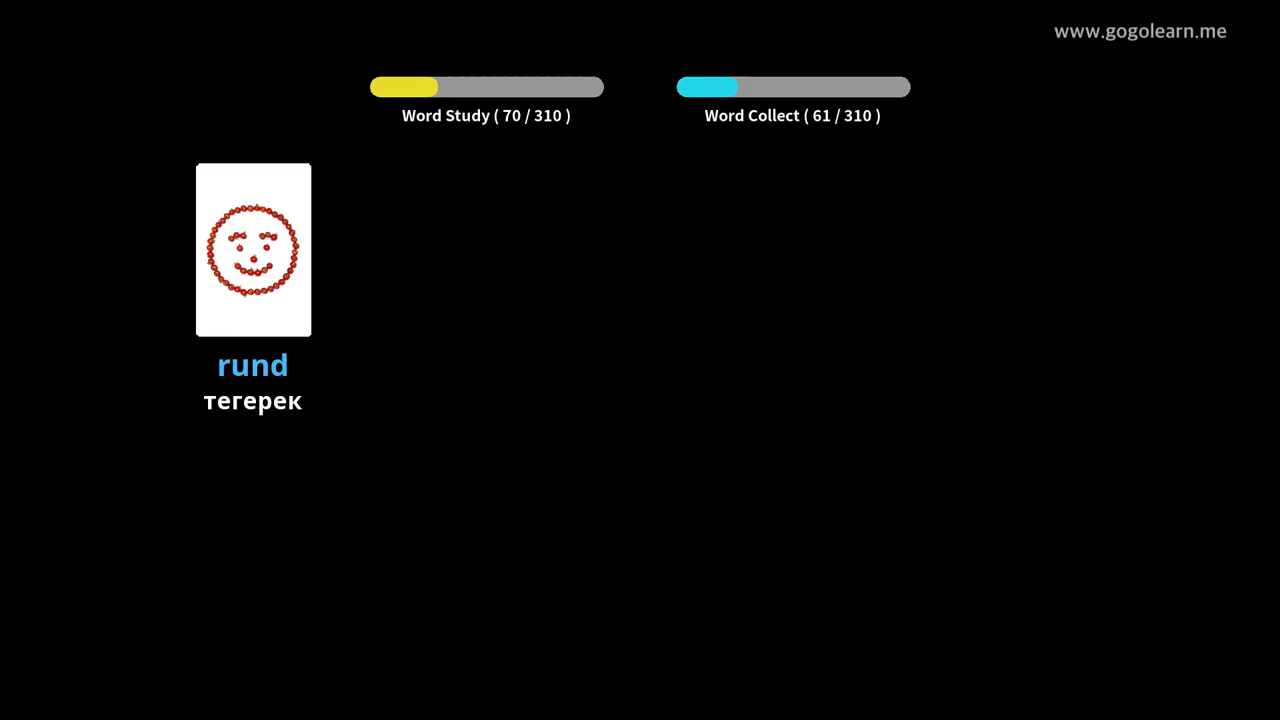 www.gogolearn.me
Word Study ( 70 / 310 )
Word Collect ( 61 / 310 )
rund
тегерек